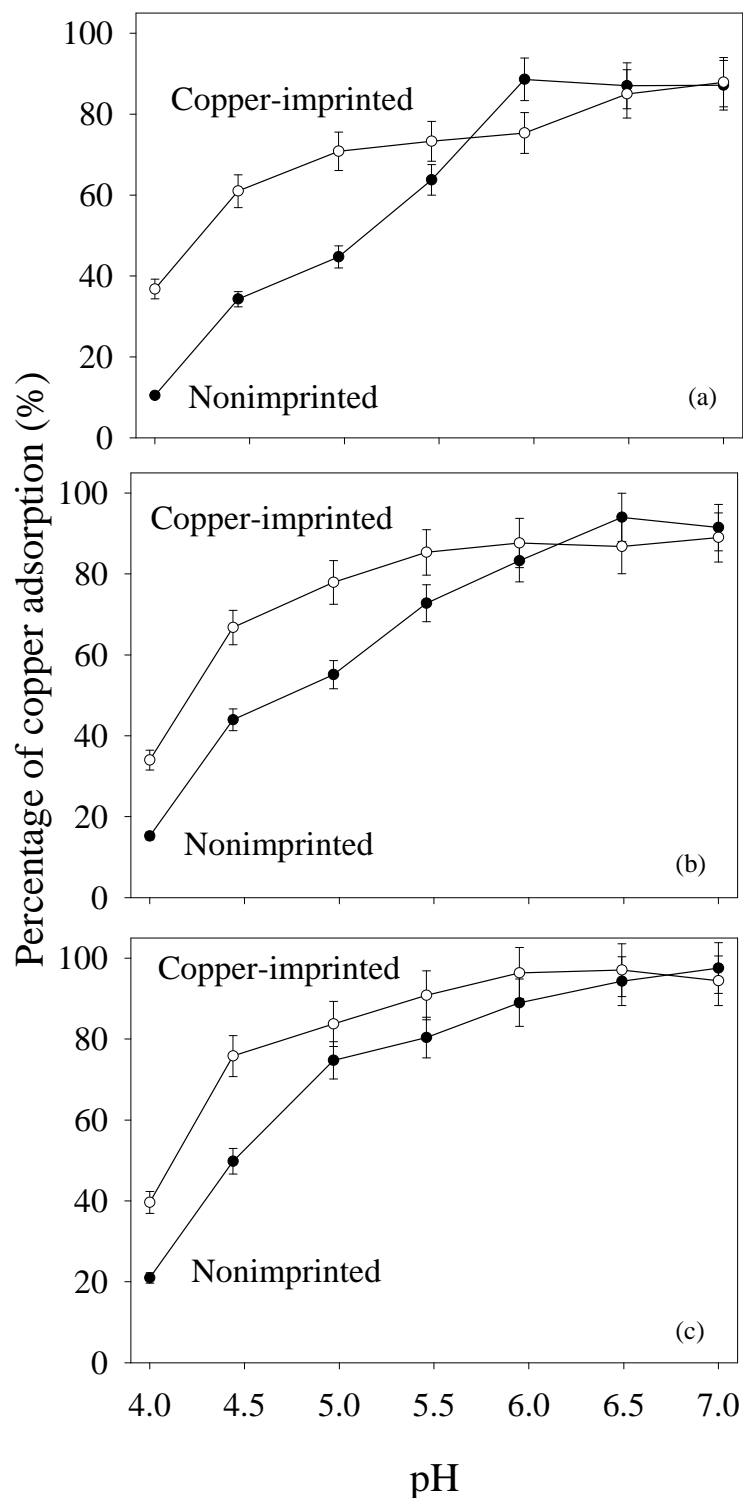 Percentage of copper adsorption (%)
100
80
60
40
20
0
Copper-imprinted
Nonimprinted
(a)
100
80
60
40
20
0
Copper-imprinted
Nonimprinted
(b)
100
80
60
40
20
0
Copper-imprinted
Nonimprinted
(c)
4.0 4.5 5.0 5.5 6.0 6.5 7.0
pH